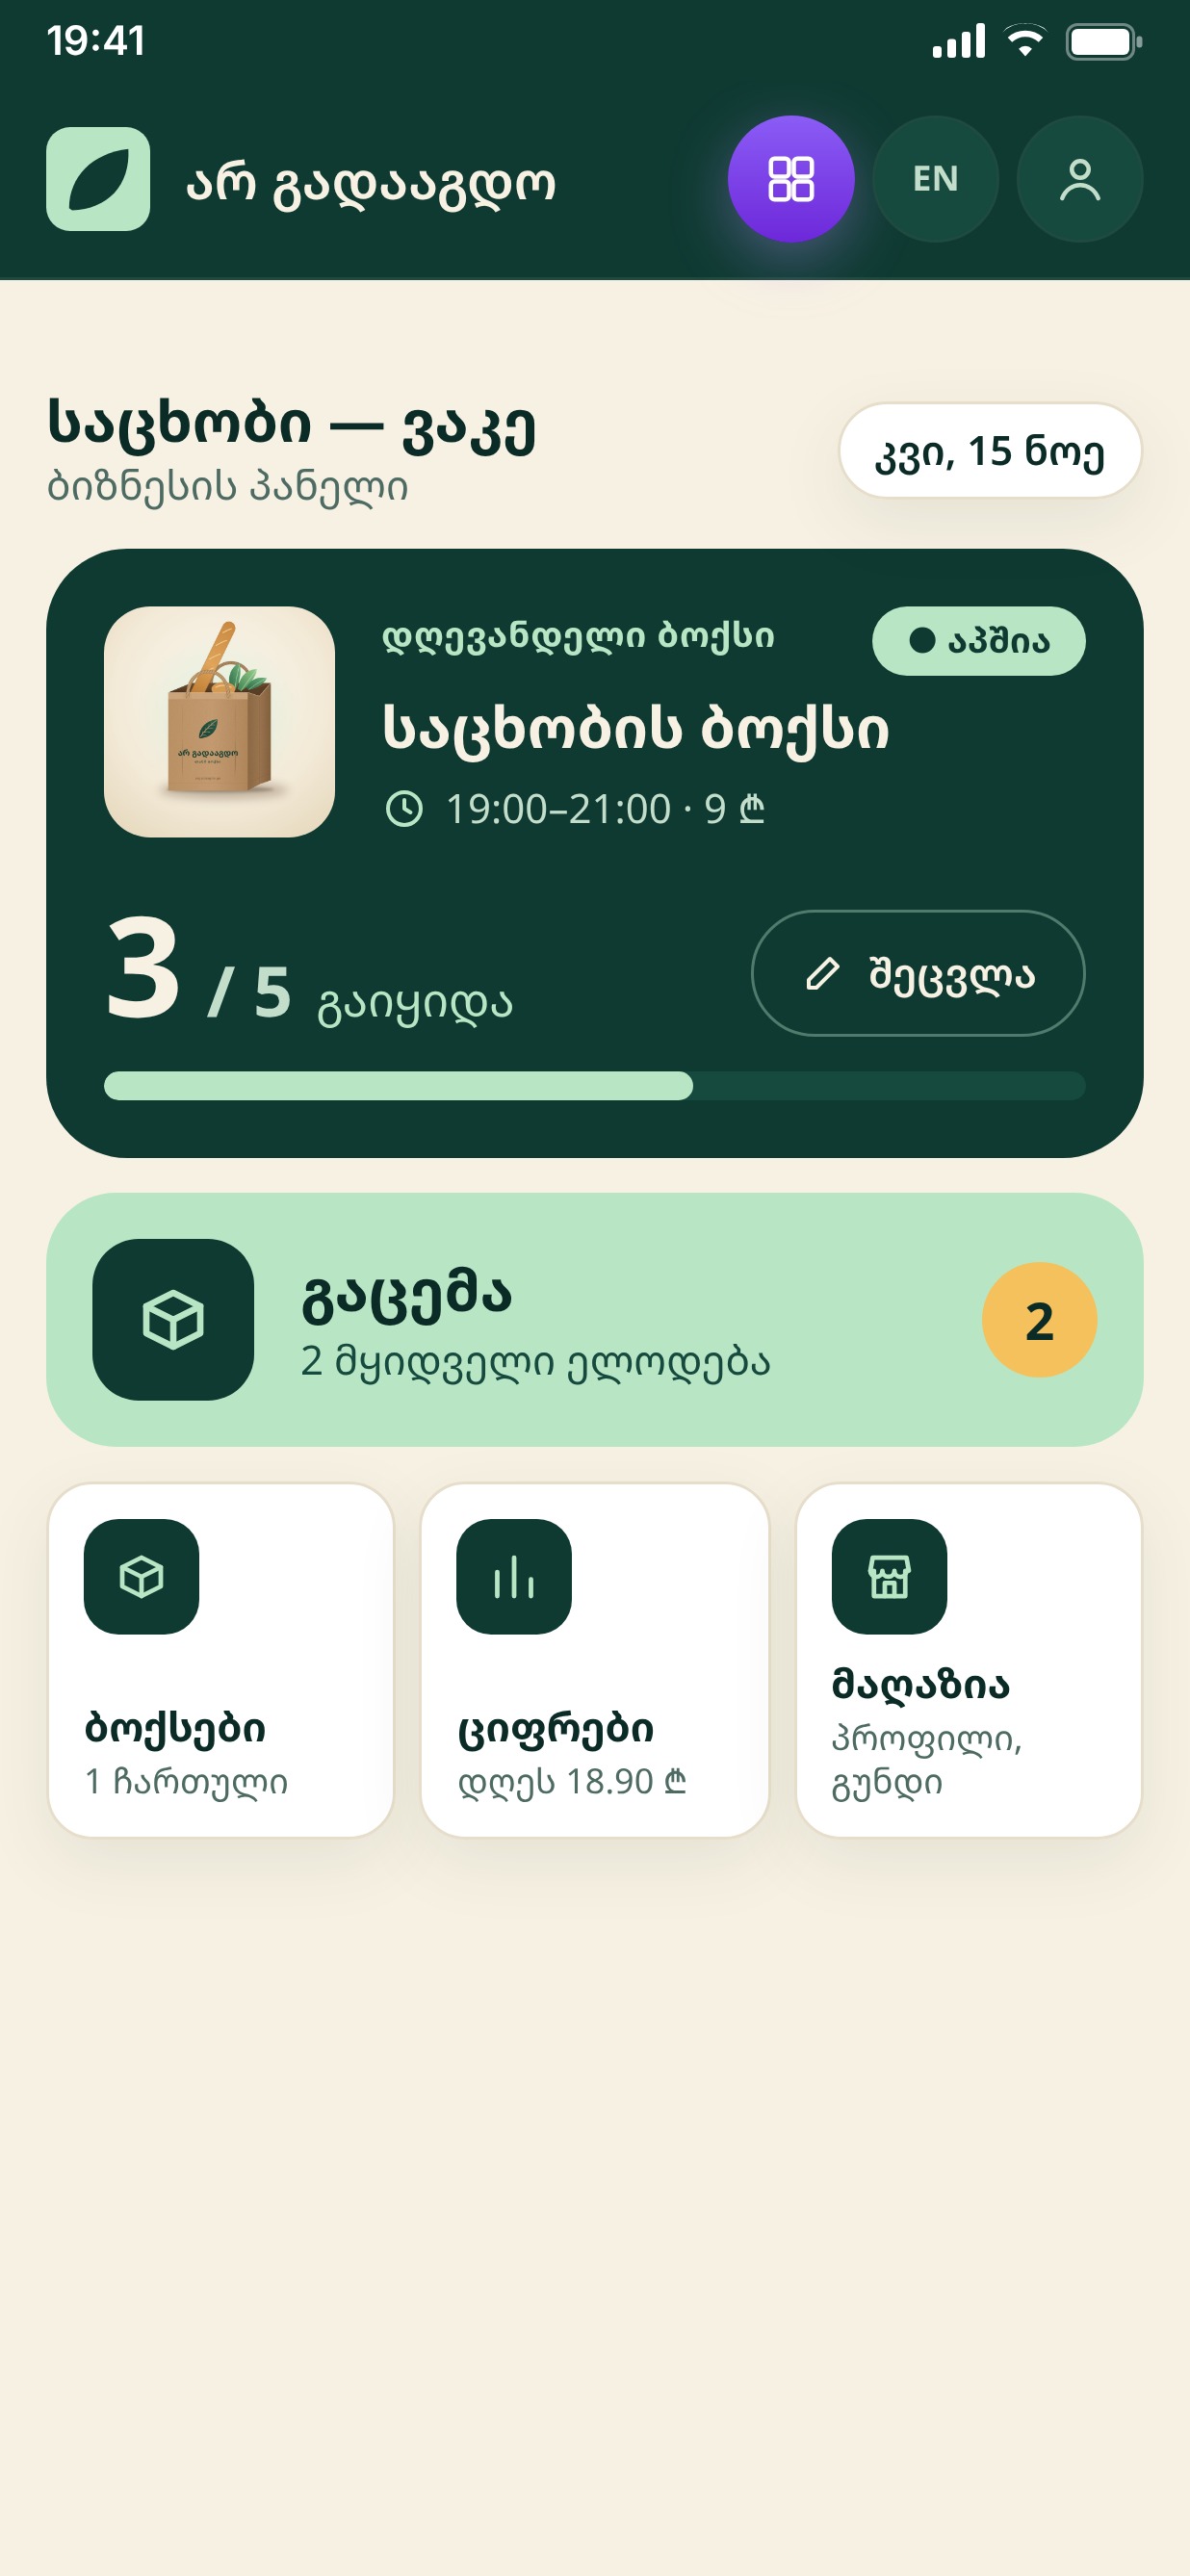 19:41
არ გადააგდო
EN
საცხობი — ვაკე
ბიზნესის პანელი
კვი, 15 ნოე
დღევანდელი ბოქსი
აპშია
საცხობის ბოქსი
19:00–21:00 · 9 ₾
არ გადააგდო
3 / 5 გაიყიდა
შეცვლა
გაცემა
2 მყიდველი ელოდება
2
ბოქსები
1 ჩართული
ციფრები
დღეს 18.90 ₾
მაღაზია
პროფილი,
გუნდი